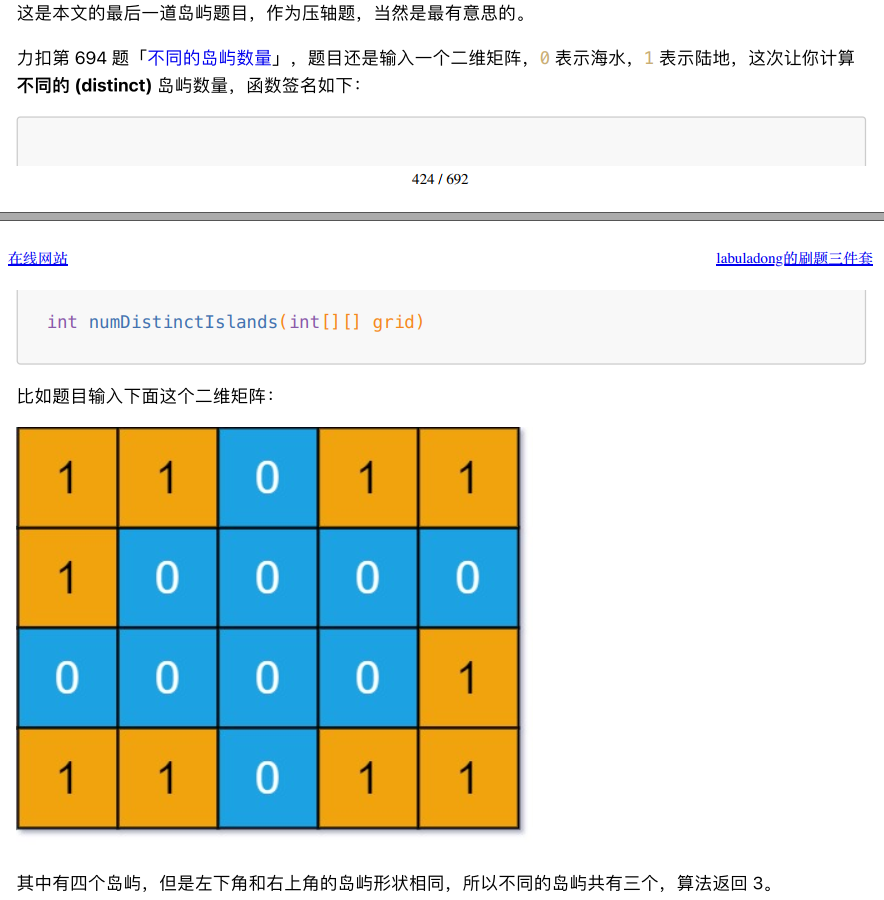 这是本文的最后一道岛屿题目，作为压轴题，当然是最有意思的。
力扣第 694 题「不同的岛屿数量」，题目还是输入一个二维矩阵，0 表示海水，1 表示陆地，这次让你计算
不同的 (distinct) 岛屿数量，函数签名如下：
424 / 692
在线网站 labuladong的刷题三件套
int numDistinctIslands(int[][] grid)
比如题目输入下面这个二维矩阵：
1 1 0 1 1
1 0 0 0 0
0 0 0 0 1
1 1 0 1 1
其中有四个岛屿，但是左下角和右上角的岛屿形状相同，所以不同的岛屿共有三个，算法返回 3。